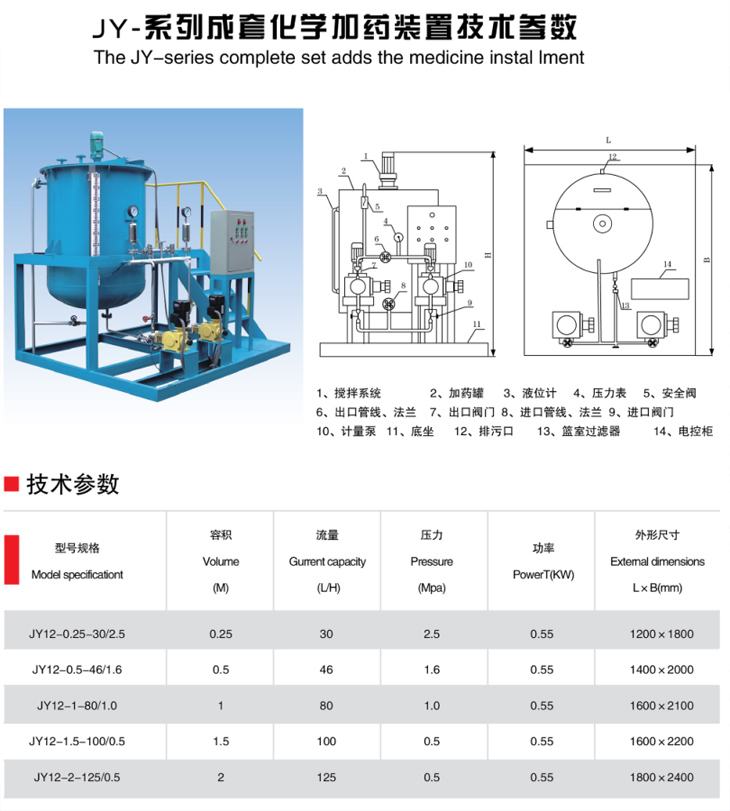 JY-系列成套化学加药装置技术参数
The JY-series complete set adds the medicine instal lment
1
2
3
4
5
6
7
8
9
10
11
H
L
12
B
14
13
1、搅拌系统 2、加药罐 3、液位计 4、压力表 5、安全阀
6、出口管线、法兰 7、出口阀门 8、进口管线、法兰 9、进口阀门
10、计量泵 11、底坐 12、排污口 13、篮室过滤器 14、电控柜
技术参数
型号规格 容积 流量 压力 功率 外形尺寸
Model specificationt Volume Gurrent capacity Pressure PowerT(KW) External dimensions
(M) (L/H) (Mpa) L×B(mm)
JY12-0.25-30/2.5 0.25 30 2.5 0.55 1200×1800
JY12-0.5-46/1.6 0.5 46 1.6 0.55 1400×2000
JY12-1-80/1.0 1 80 1.0 0.55 1600×2100
JY12-1.5-100/0.5 1.5 100 0.5 0.55 1600×2200
JY12-2-125/0.5 2 125 0.5 0.55 1800×2400